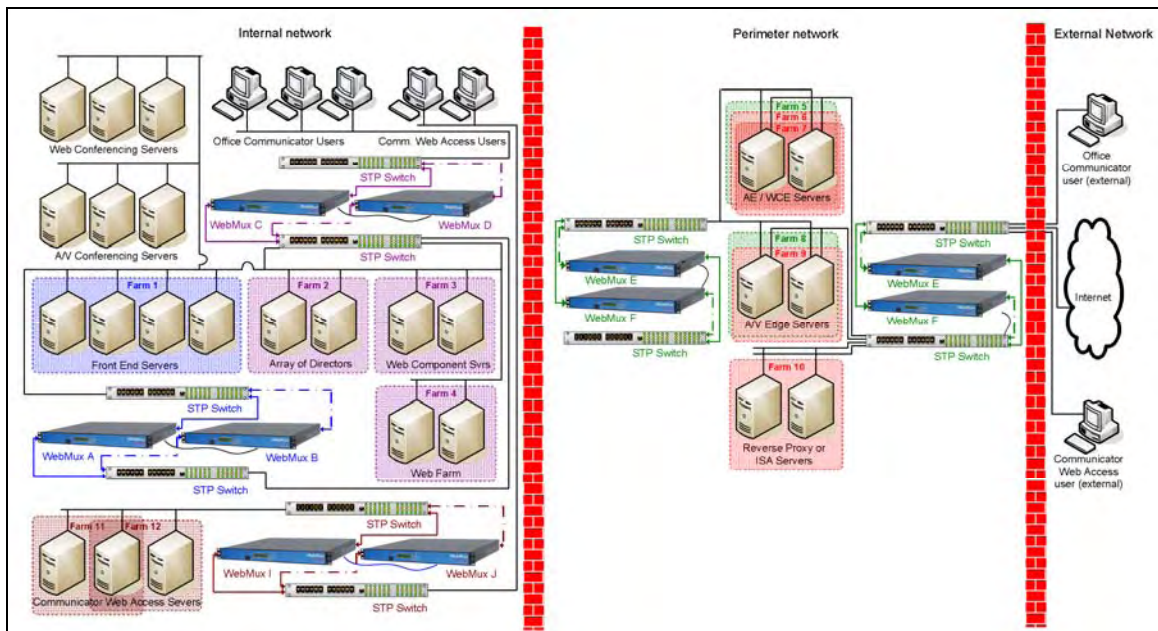 Internal network
Perimeter network
External Network
Web Conferencing Servers
Office Communicator Users
Comm. Web Access Users
STP Switch
WebMux C
WebMux D
STP Switch
A/V Conferencing Servers
Farm 1
Front End Servers
Farm 2
Array of Directors
Farm 3
Web Component Svrs
STP Switch
Farm 4
Web Farm
WebMux A
WebMux B
STP Switch
STP Switch
Farm 11
Farm 12
Communicator Web Access Servers
WebMux I
WebMux J
STP Switch
Farm 5
Farm 6
Farm 7
AE / WCE Servers
STP Switch
WebMux E
WebMux F
STP Switch
Farm 8
Farm 9
A/V Edge Servers
Farm 10
Reverse Proxy or
ISA Servers
STP Switch
WebMux E
WebMux F
STP Switch
Office
Communicator
user (external)
Internet
Communicator
Web Access
user (external)